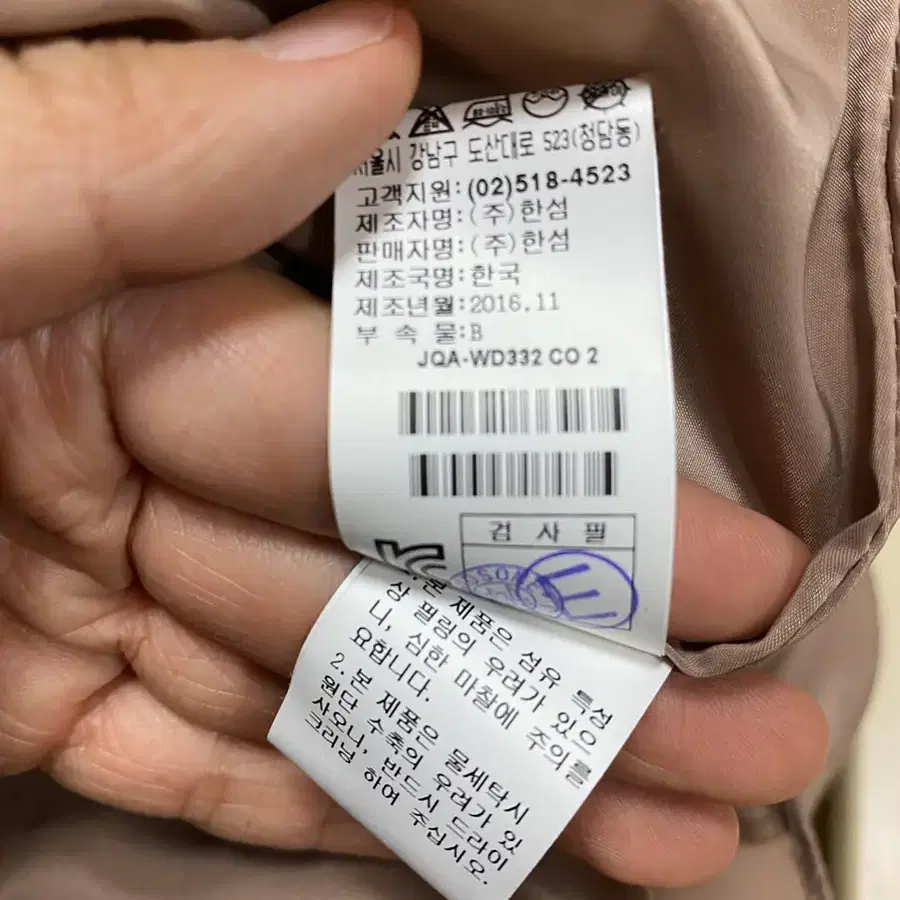 서울시 강남구 도산대로 523(청담동)
고객지원:(02)518-4523
제조자명:(주)한섬
판매자명:(주)한섬
제조국명:한국
제조년월:2016.11
부 속 물:B
JQA-WD332 CO 2
검 사 필
본 제품은 섬유 특성
상 필링의 우려가 있으
니, 심한 마찰에 주의를
요합니다.
2.본 제품은 물세탁시
원단 수축의 우려가 있
사오니, 반드시 드라이
크리닝 하여 주십시오.